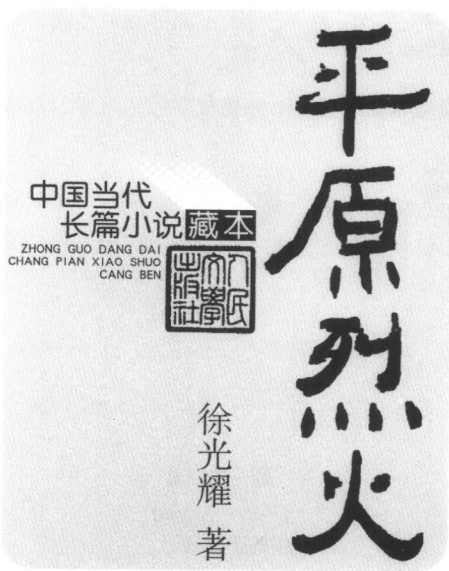 平原烈火
中国当代
长篇小说藏本
ZHONG GUO DANG DAI
CHANG PIAN XIAO SHUO
CANG BEN
人民
文學
出版社
徐光耀 著